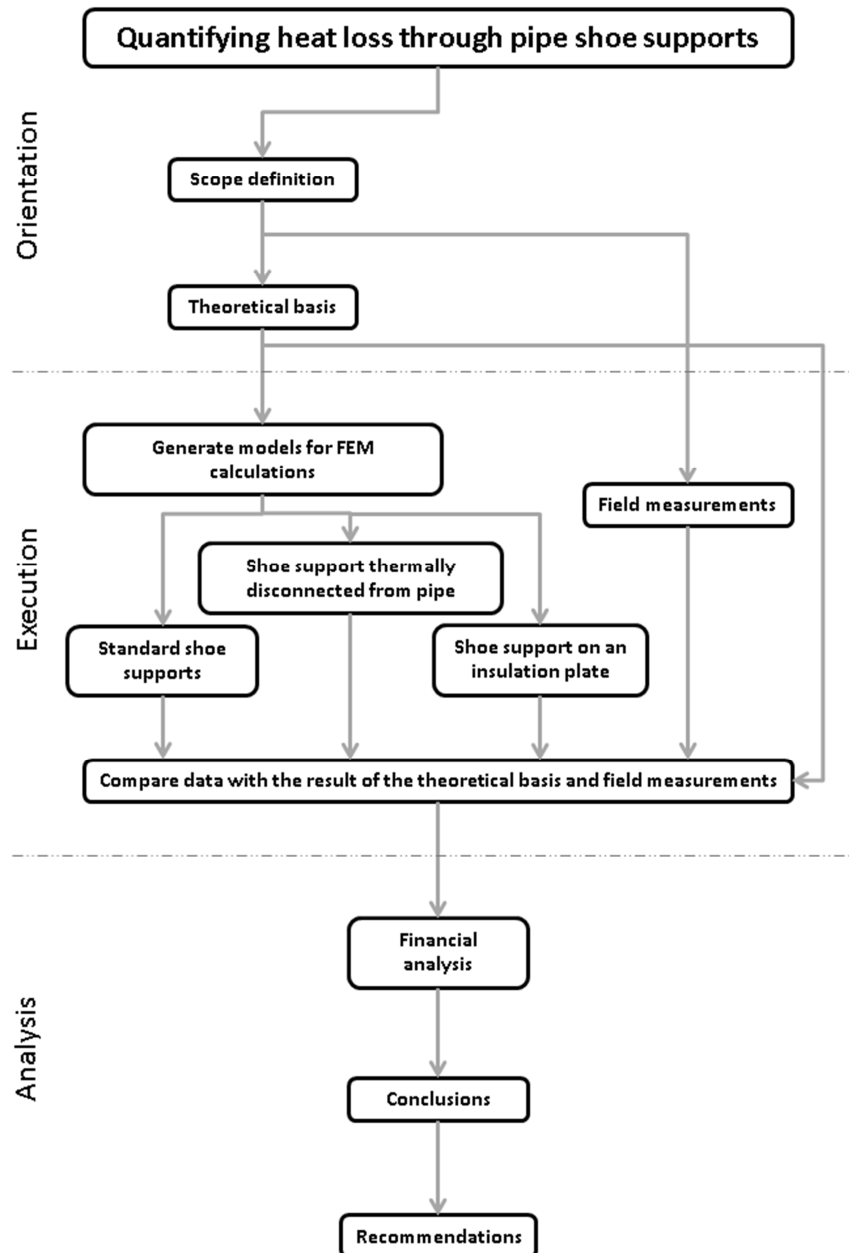 Quantifying heat loss through pipe shoe supports
Orientation
Scope definition
Theoretical basis
Execution
Generate models for FEM
calculations
Field measurements
Shoe support thermally
disconnected from pipe
Standard shoe
supports
Shoe support on an
insulation plate
Compare data with the result of the theoretical basis and field measurements
Analysis
Financial
analysis
Conclusions
Recommendations